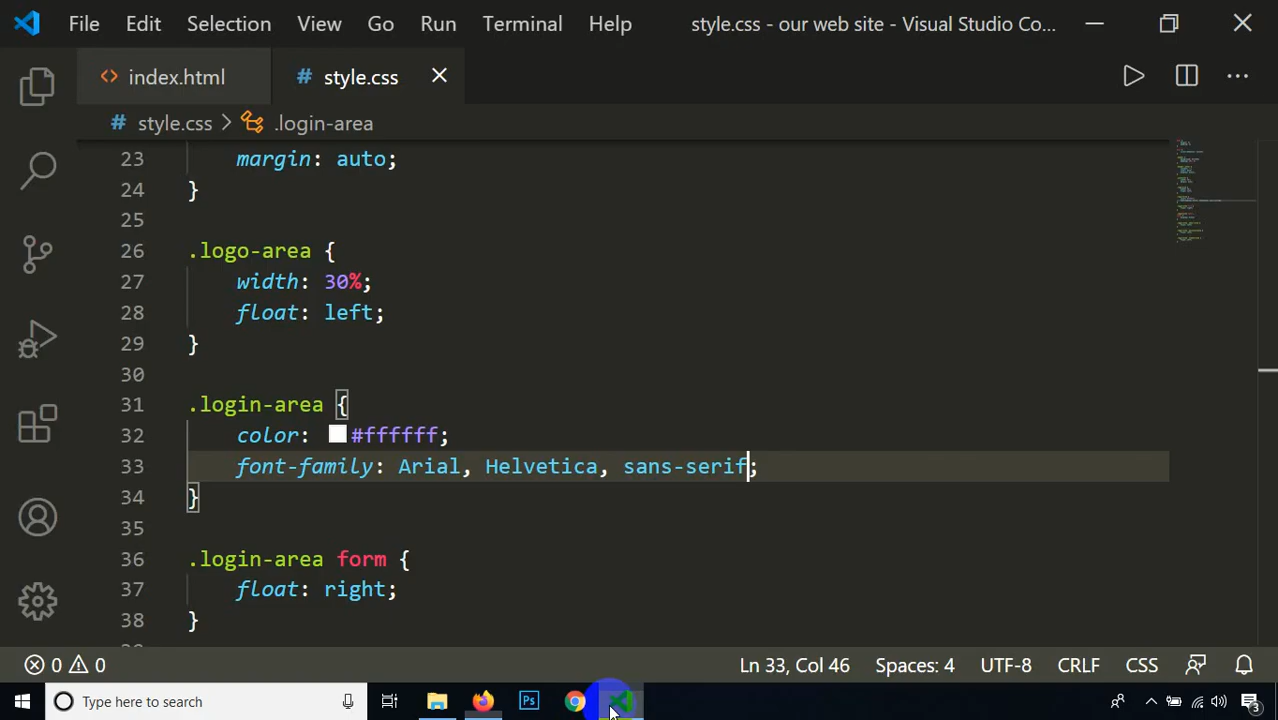 File Edit Selection View Go Run Terminal Help style.css - our web site - Visual Studio Co...
index.html style.css
# style.css > .login-area
23 margin: auto;
24 }
25
26 .logo-area {
27 width: 30%;
28 float: left;
29 }
30
31 .login-area {
32 color: #ffffff;
33 font-family: Arial, Helvetica, sans-serif;
34 }
35
36 .login-area form {
37 float: right;
38 }
0 0 Ln 33, Col 46 Spaces: 4 UTF-8 CRLF CSS
Type here to search Ps 3